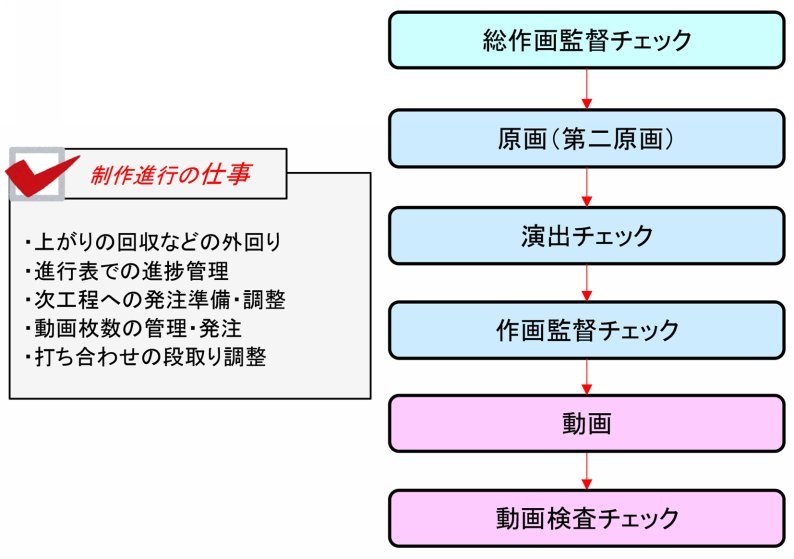 総作画監督チェック
原画（第二原画）
演出チェック
作画監督チェック
動画
動画検査チェック
制作進行の仕事
・上がりの回収などの外回り
・進行表での進捗管理
・次工程への発注準備・調整
・動画枚数の管理・発注
・打ち合わせの段取り調整